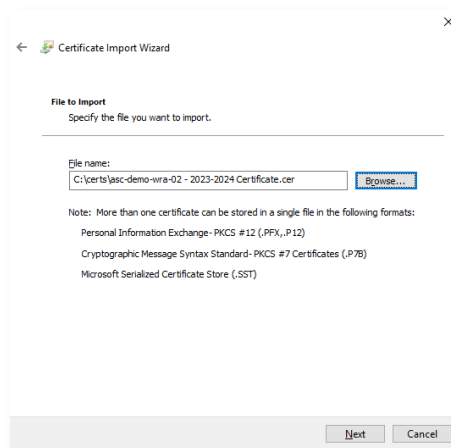 Certificate Import Wizard
File to Import
Specify the file you want to import.
File name:
C:\certs\asc-demo-wra-02 - 2023-2024 Certificate.cer
Browse...
Note: More than one certificate can be stored in a single file in the following formats:
Personal Information Exchange- PKCS #12 (.PFX,.P12)
Cryptographic Message Syntax Standard- PKCS #7 Certificates (.P7B)
Microsoft Serialized Certificate Store (.SST)
Next Cancel